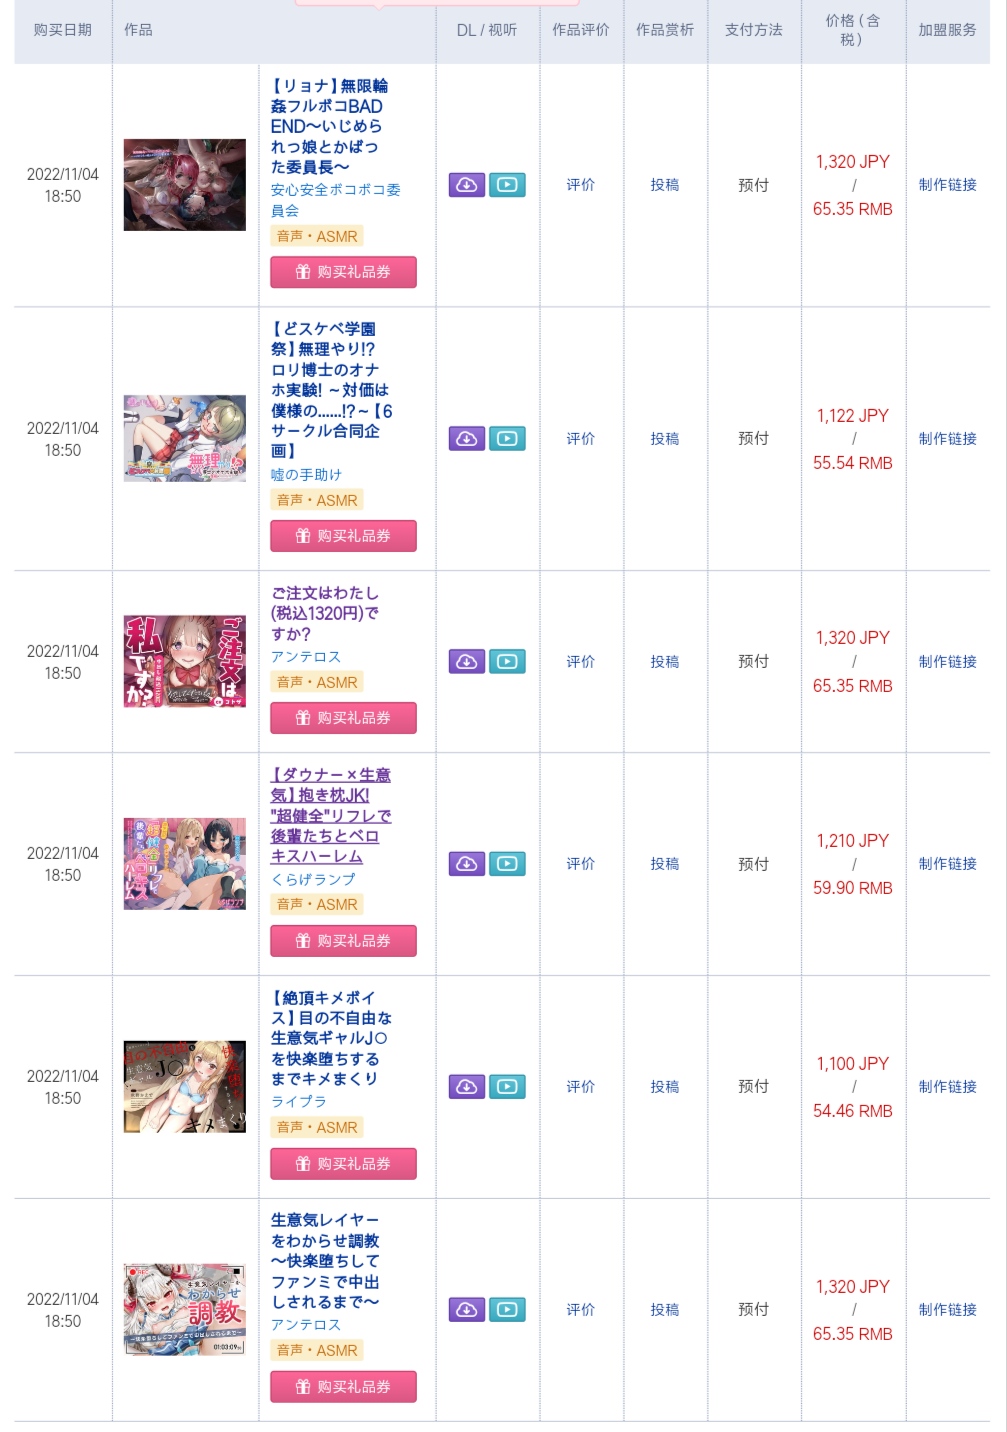 购买日期
作品
DL / 视听
作品评价
作品赏析
支付方法
价格 (含
税)
加盟服务
2022/11/04
18:50
【リョナ】無限輪
姦フルボコBAD
END～いじめら
れっ娘とかばっ
た委員長～
安心安全ボコボコ委
員会
音声・ASMR
购买礼品券
评价
投稿
预付
1,320 JPY
/
65.35 RMB
制作链接
2022/11/04
18:50
【どスケベ学園
祭】無理やり!?
ロリ博士のオナ
ホ実験! ～対価は
僕様の……!?～【6
サークル合同企
画】
嘘の手助け
音声・ASMR
购买礼品券
评价
投稿
预付
1,122 JPY
/
55.54 RMB
制作链接
2022/11/04
18:50
私
ですか?
ご注文は
ご注文はわたし
(税込1320円)で
すか?
アンテロス
音声・ASMR
购买礼品券
评价
投稿
预付
1,320 JPY
/
65.35 RMB
制作链接
2022/11/04
18:50
【ダウナー×生意
気】抱き枕JK!
"超健全"リフレで
後輩たちとベロ
キスハーレム
くらげランプ
音声・ASMR
购买礼品券
评价
投稿
预付
1,210 JPY
/
59.90 RMB
制作链接
2022/11/04
18:50
【絶頂キメボイ
ス】目の不自由な
生意気ギャルJ○
を快楽堕ちする
までキメまくり
ライプラ
音声・ASMR
购买礼品券
评价
投稿
预付
1,100 JPY
/
54.46 RMB
制作链接
2022/11/04
18:50
わからせ
調教
01:03:09
生意気レイヤー
をわからせ調教
～快楽堕ちして
ファンミで中出
しされるまで～
アンテロス
音声・ASMR
购买礼品券
评价
投稿
预付
1,320 JPY
/
65.35 RMB
制作链接